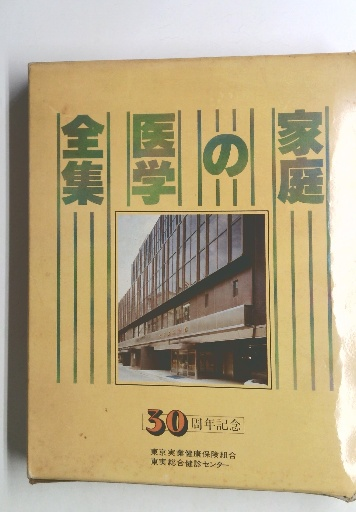 家庭
の
医学
全集
30周年記念
東京実業健康保険組合
東実総合健診センター